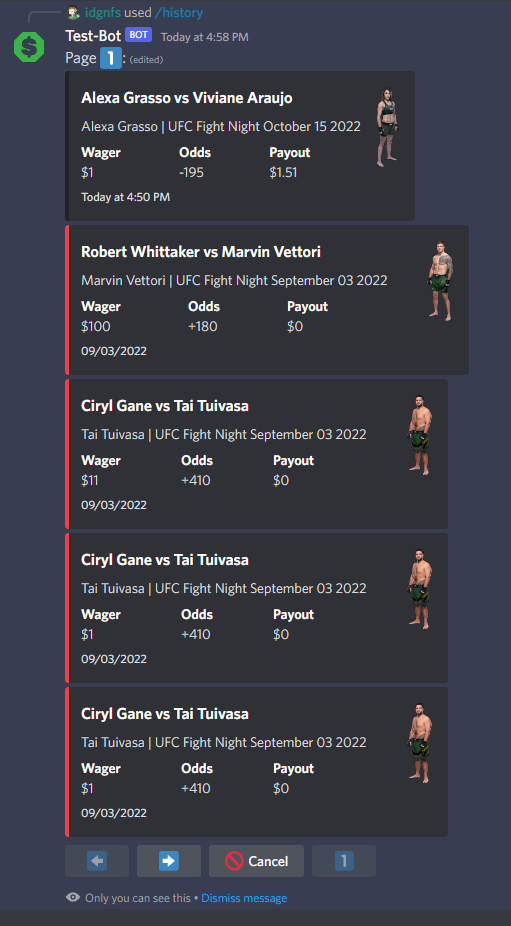 idgnfs used /history
Test-Bot BOT Today at 4:58 PM
Page 1 : (edited)
Alexa Grasso vs Viviane Araujo
Alexa Grasso | UFC Fight Night October 15 2022
Wager Odds Payout
$1 -195 $1.51
Today at 4:50 PM
Robert Whittaker vs Marvin Vettori
Marvin Vettori | UFC Fight Night September 03 2022
Wager Odds Payout
$100 +180 $0
09/03/2022
Ciryl Gane vs Tai Tuivasa
Tai Tuivasa | UFC Fight Night September 03 2022
Wager Odds Payout
$11 +410 $0
09/03/2022
Ciryl Gane vs Tai Tuivasa
Tai Tuivasa | UFC Fight Night September 03 2022
Wager Odds Payout
$1 +410 $0
09/03/2022
Ciryl Gane vs Tai Tuivasa
Tai Tuivasa | UFC Fight Night September 03 2022
Wager Odds Payout
$1 +410 $0
09/03/2022
Cancel 1
Only you can see this • Dismiss message